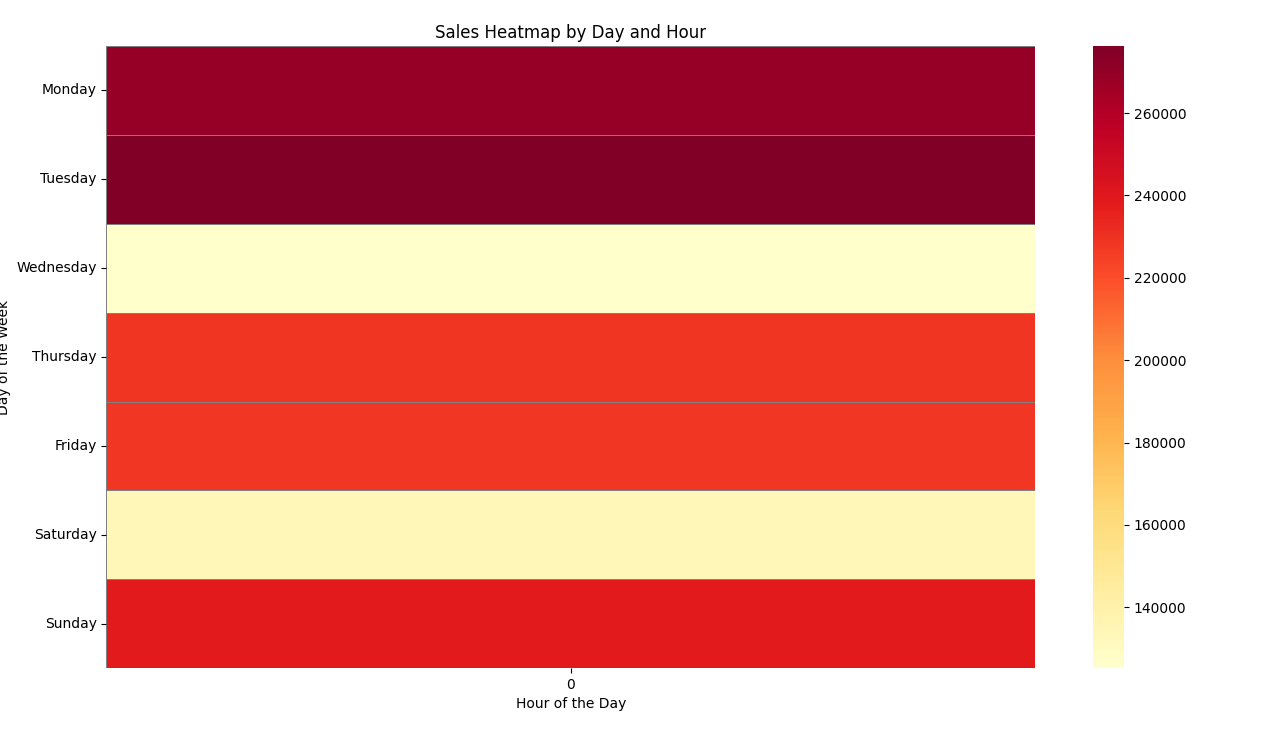 Sales Heatmap by Day and Hour
Monday
Tuesday
Wednesday
Thursday
Friday
Saturday
Sunday
Day of the Week
0
Hour of the Day
260000
240000
220000
200000
180000
160000
140000